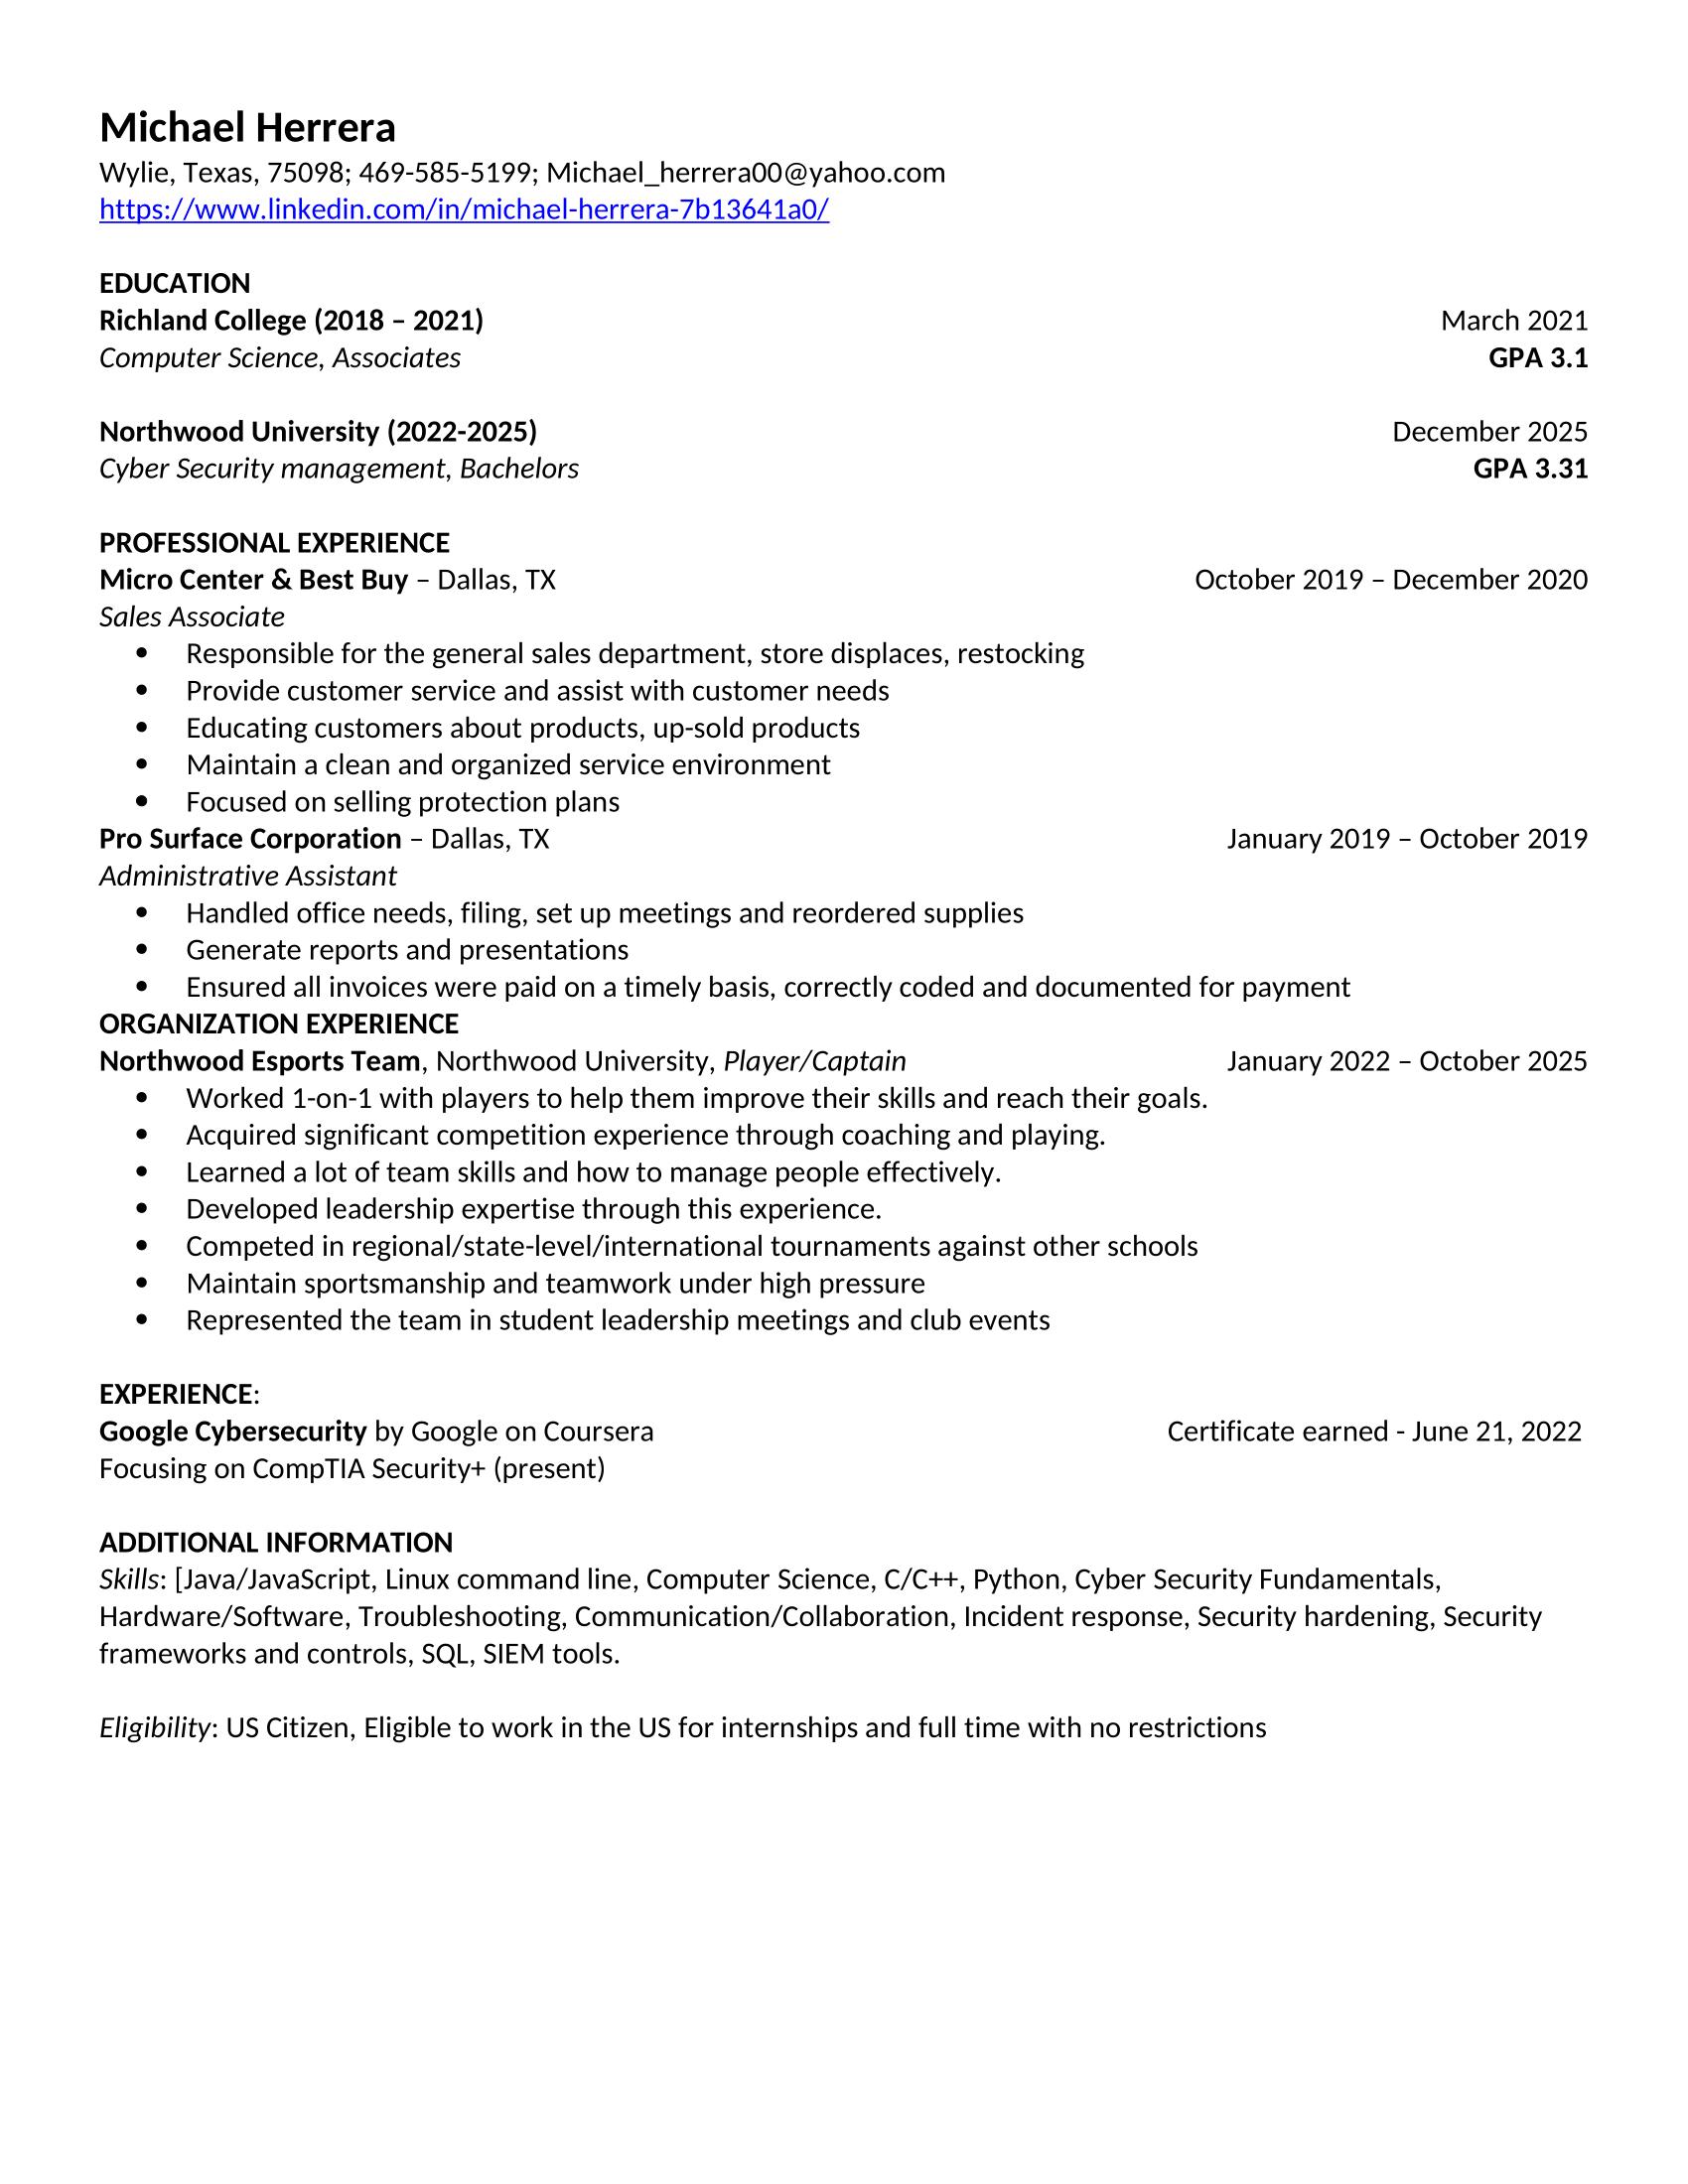 Michael Herrera
Wylie, Texas, 75098; 469-585-5199; Michael_herrera00@yahoo.com
https://www.linkedin.com/in/michael-herrera-7b13641a0/
EDUCATION
Richland College (2018 – 2021) March 2021
Computer Science, Associates GPA 3.1
Northwood University (2022-2025) December 2025
Cyber Security management, Bachelors GPA 3.31
PROFESSIONAL EXPERIENCE
Micro Center & Best Buy – Dallas, TX October 2019 – December 2020
Sales Associate
• Responsible for the general sales department, store displaces, restocking
• Provide customer service and assist with customer needs
• Educating customers about products, up-sold products
• Maintain a clean and organized service environment
• Focused on selling protection plans
Pro Surface Corporation – Dallas, TX January 2019 – October 2019
Administrative Assistant
• Handled office needs, filing, set up meetings and reordered supplies
• Generate reports and presentations
• Ensured all invoices were paid on a timely basis, correctly coded and documented for payment
ORGANIZATION EXPERIENCE
Northwood Esports Team, Northwood University, Player/Captain January 2022 – October 2025
• Worked 1-on-1 with players to help them improve their skills and reach their goals.
• Acquired significant competition experience through coaching and playing.
• Learned a lot of team skills and how to manage people effectively.
• Developed leadership expertise through this experience.
• Competed in regional/state-level/international tournaments against other schools
• Maintain sportsmanship and teamwork under high pressure
• Represented the team in student leadership meetings and club events
EXPERIENCE:
Google Cybersecurity by Google on Coursera Certificate earned - June 21, 2022
Focusing on CompTIA Security+ (present)
ADDITIONAL INFORMATION
Skills: [Java/JavaScript, Linux command line, Computer Science, C/C++, Python, Cyber Security Fundamentals,
Hardware/Software, Troubleshooting, Communication/Collaboration, Incident response, Security hardening, Security
frameworks and controls, SQL, SIEM tools.
Eligibility: US Citizen, Eligible to work in the US for internships and full time with no restrictions